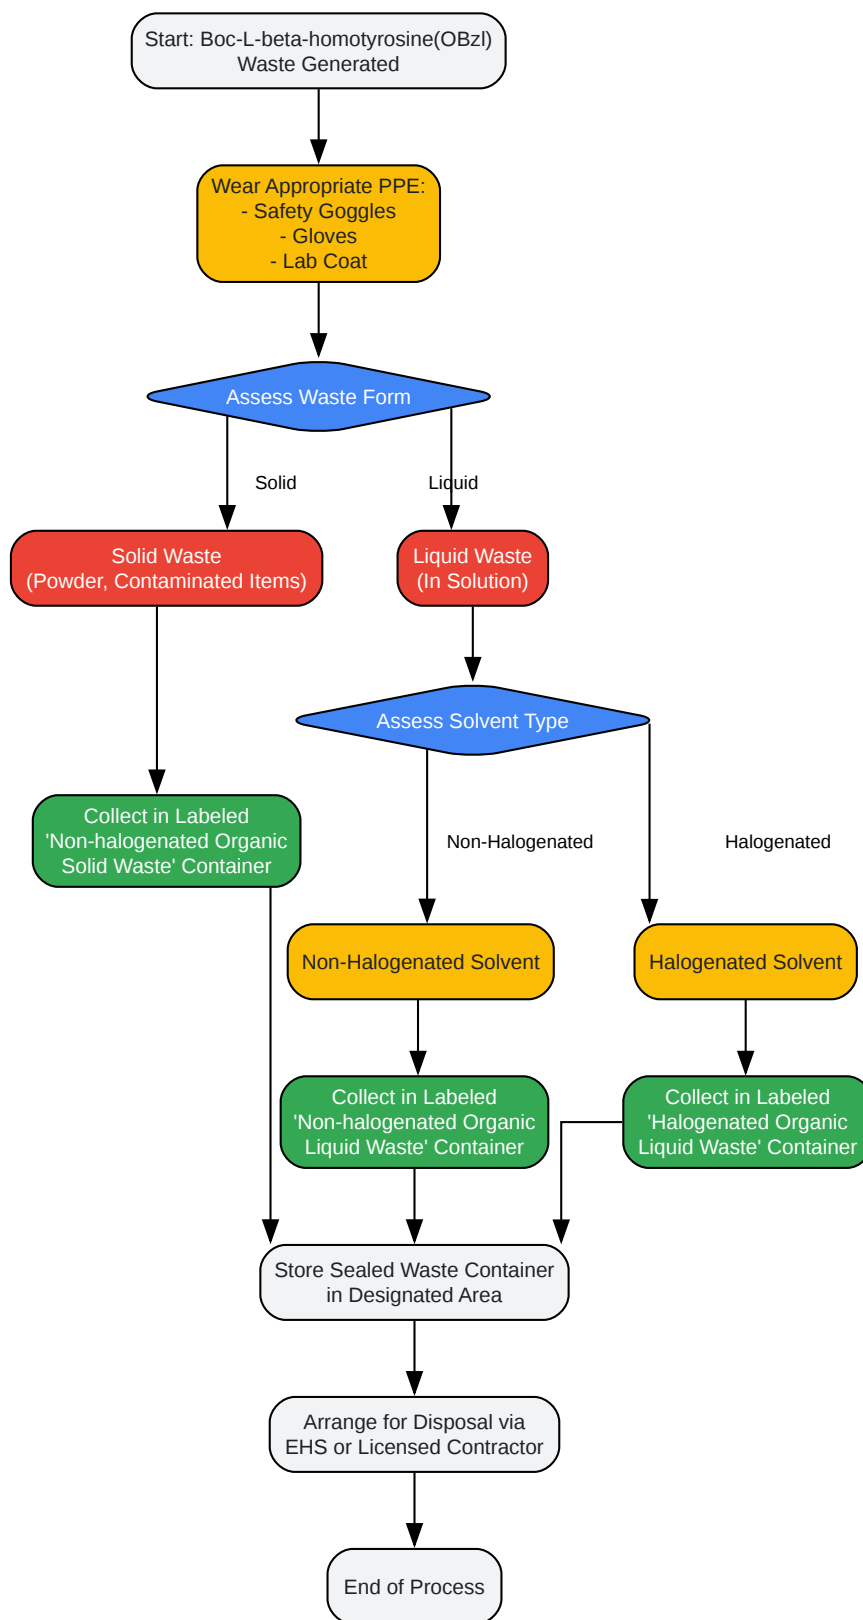 Start: Boc-L-beta-homotyrosine(OBzl)
Waste Generated
Wear Appropriate PPE:
- Safety Goggles
- Gloves
- Lab Coat
Assess Waste Form
Solid
Liquid
Solid Waste
(Powder, Contaminated Items)
Liquid Waste
(In Solution)
Assess Solvent Type
Collect in Labeled
'Non-halogenated Organic
Solid Waste' Container
Non-Halogenated
Halogenated
Non-Halogenated Solvent
Halogenated Solvent
Collect in Labeled
'Non-halogenated Organic
Liquid Waste' Container
Collect in Labeled
'Halogenated Organic
Liquid Waste' Container
Store Sealed Waste Container
in Designated Area
Arrange for Disposal via
EHS or Licensed Contractor
End of Process